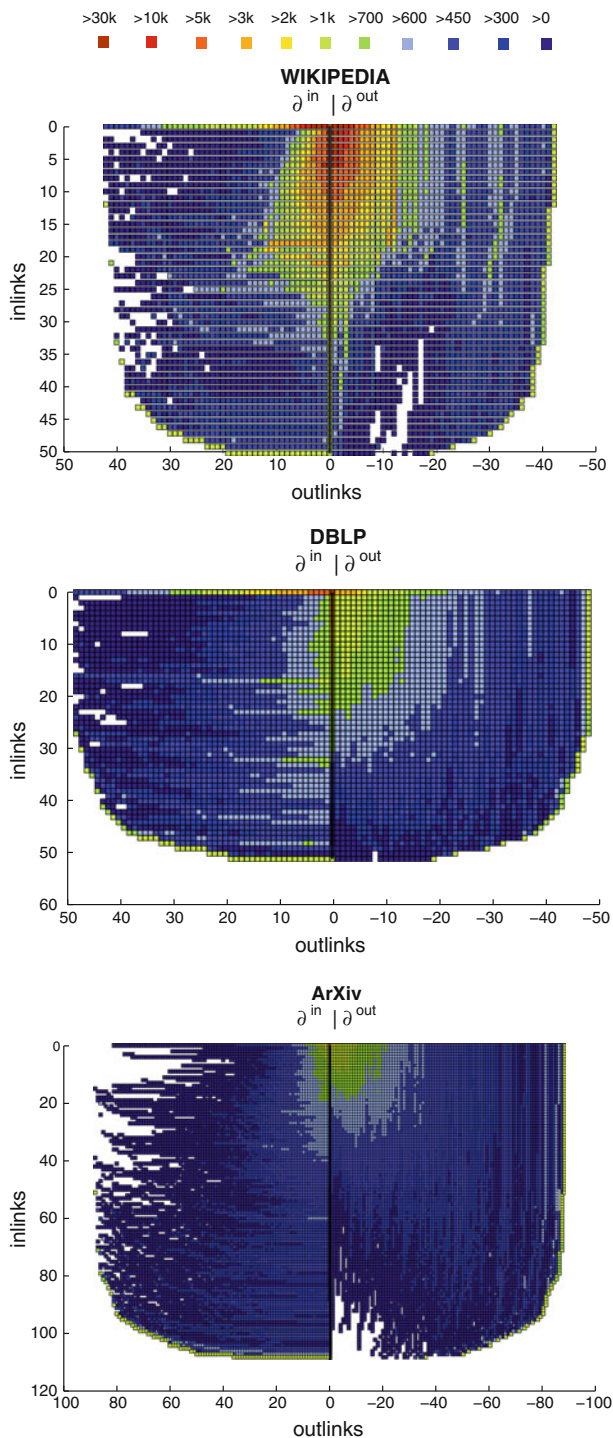 >30k >10k >5k >3k >2k >1k >700 >600 >450 >300 >0
WIKIPEDIA
∂ in | ∂ out
0
5
10
15
20
25
30
35
40
45
50
inlinks
50 40 30 20 10 0 −10 −20 −30 −40 −50
outlinks
DBLP
∂ in | ∂ out
0
10
20
30
40
50
60
inlinks
50 40 30 20 10 0 −10 −20 −30 −40 −50
outlinks
ArXiv
∂ in | ∂ out
0
20
40
60
80
100
120
inlinks
100 80 60 40 20 0 −20 −40 −60 −80 −100
outlinks